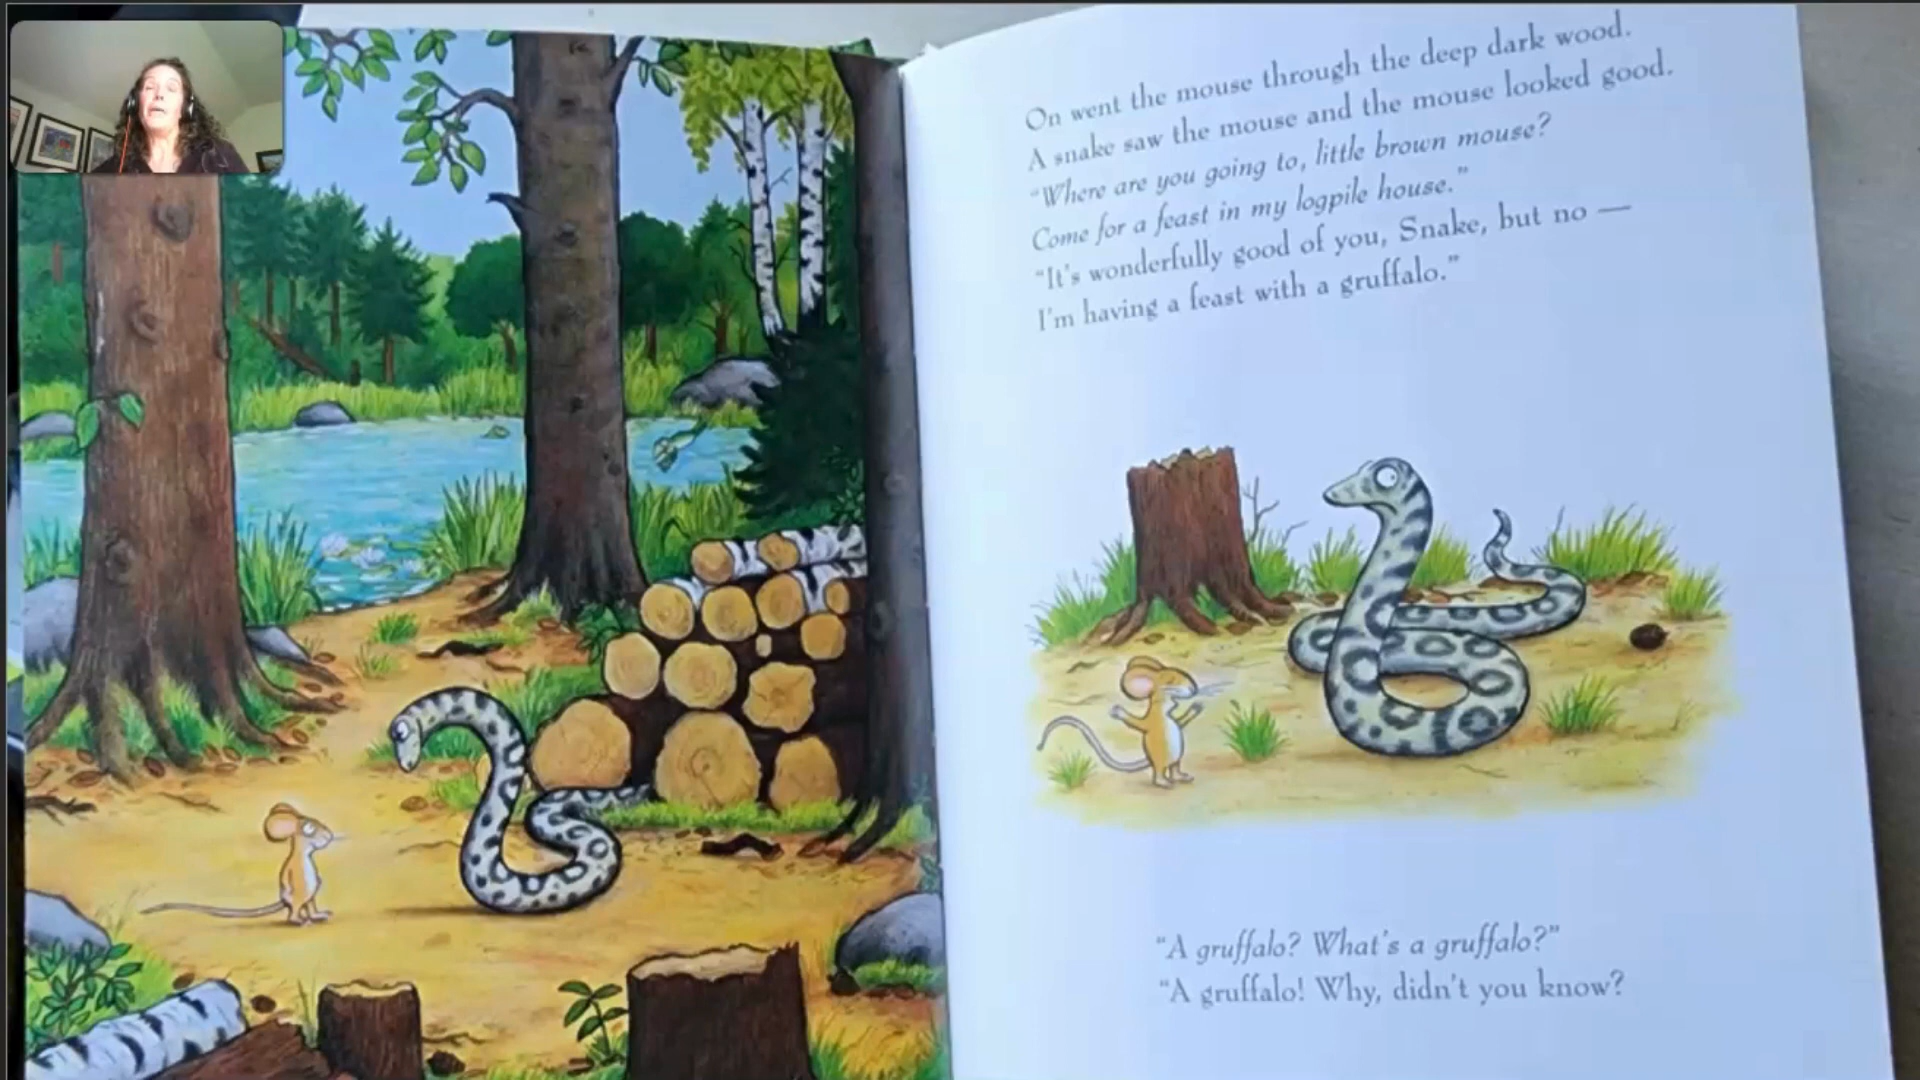 On went the mouse through the deep dark wood.
A snake saw the mouse and the mouse looked good.
"Where are you going to, little brown mouse?
Come for a feast in my logpile house."
"It's wonderfully good of you, Snake, but no —
I'm having a feast with a gruffalo."
"A gruffalo? What's a gruffalo?"
"A gruffalo! Why, didn't you know?